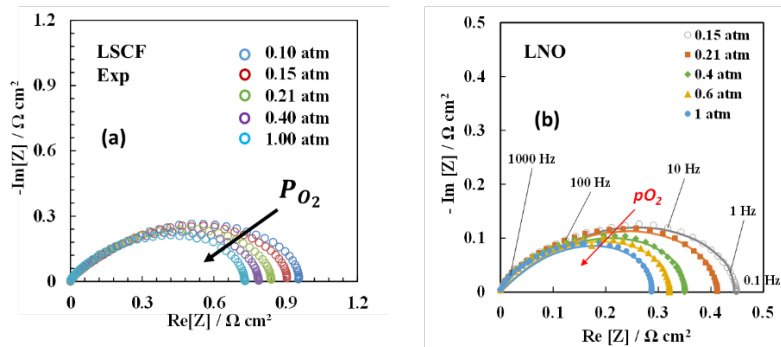 LSCF
Exp
(a)
0.10 atm
0.15 atm
0.21 atm
0.40 atm
1.00 atm
P_{O_2}
-Im[Z] / Ω cm²
1.2
0.9
0.6
0.3
0.0
0.0 0.3 0.6 0.9 1.2
Re[Z] / Ω cm²
LNO
(b)
0.15 atm
0.21 atm
0.4 atm
0.6 atm
1 atm
1000 Hz
100 Hz
pO₂
10 Hz
1 Hz
0.1 Hz
- Im [Z] / Ω cm²
0.5
0.4
0.3
0.2
0.1
0
0 0.1 0.2 0.3 0.4 0.5
Re [Z] / Ω cm²